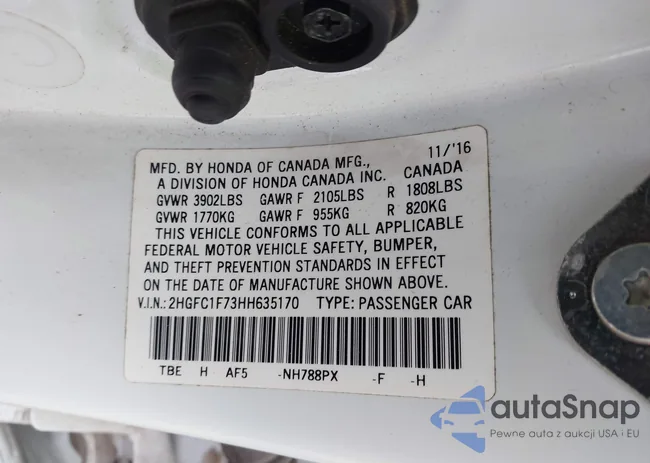 11/'16
MFD. BY HONDA OF CANADA MFG., CANADA
A DIVISION OF HONDA CANADA INC.
GVWR 3902LBS GAWR F 2105LBS R 1808LBS
GVWR 1770KG GAWR F 955KG R 820KG
THIS VEHICLE CONFORMS TO ALL APPLICABLE
FEDERAL MOTOR VEHICLE SAFETY, BUMPER,
AND THEFT PREVENTION STANDARDS IN EFFECT
ON THE DATE OF MANUFACTURE SHOWN ABOVE.
V.I.N.: 2HGFC1F73HH635170 TYPE: PASSENGER CAR
TBE H AF5 -NH788PX -F -H
autaSnap
Pewne auta z aukcji USA i EU